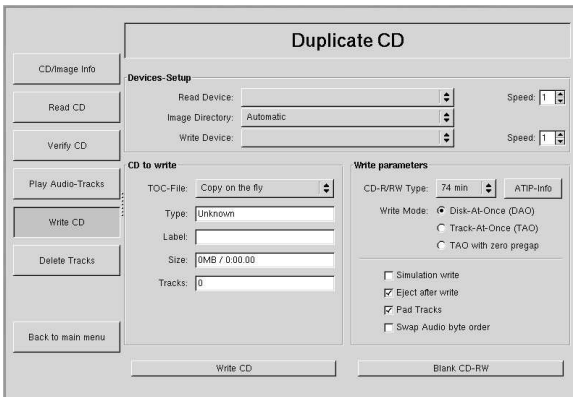 Duplicate CD
CD/Image Info
Read CD
Verify CD
Play Audio-Tracks
Write CD
Delete Tracks
Back to main menu
Devices-Setup
Read Device: Speed: 1
Image Directory: Automatic
Write Device: Speed: 1
CD to write
TOC-File: Copy on the fly
Type: Unknown
Label:
Size: 0MB / 0:00.00
Tracks: 0
Write parameters
CD-R/RW Type: 74 min ATIP-Info
Write Mode: Disk-At-Once (DAO)
Track-At-Once (TAO)
TAO with zero pregap
Simulation write
Eject after write
Pad Tracks
Swap Audio byte order
Write CD
Blank CD-RW